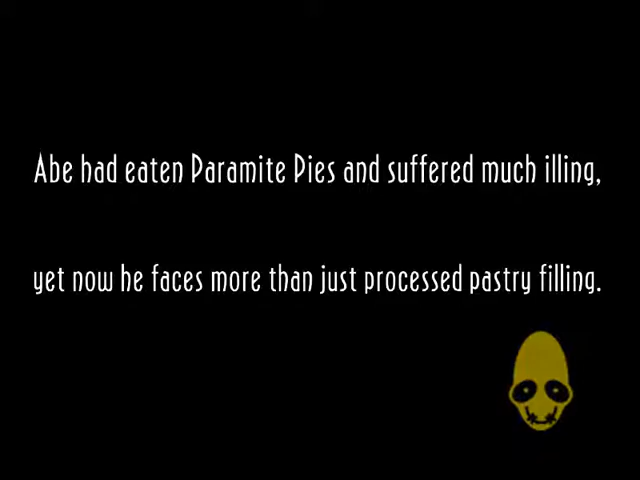 Abe had eaten Paramite Pies and suffered much illing,
yet now he faces more than just processed pastry filling.